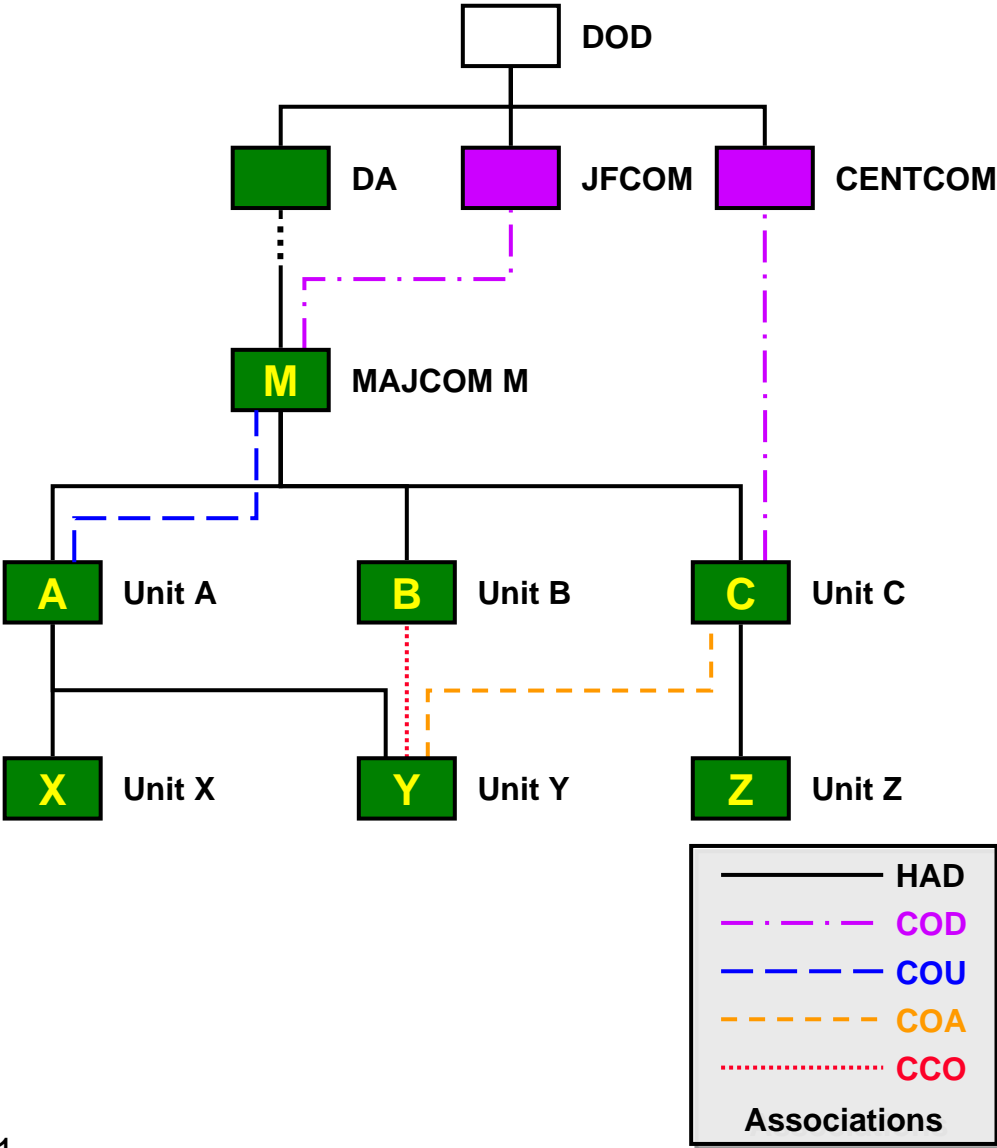 DOD
DA
JFCOM
CENTCOM
M
MAJCOM M
A
Unit A
B
Unit B
C
Unit C
X
Unit X
Y
Unit Y
Z
Unit Z
HAD
COD
COU
COA
CCO
Associations